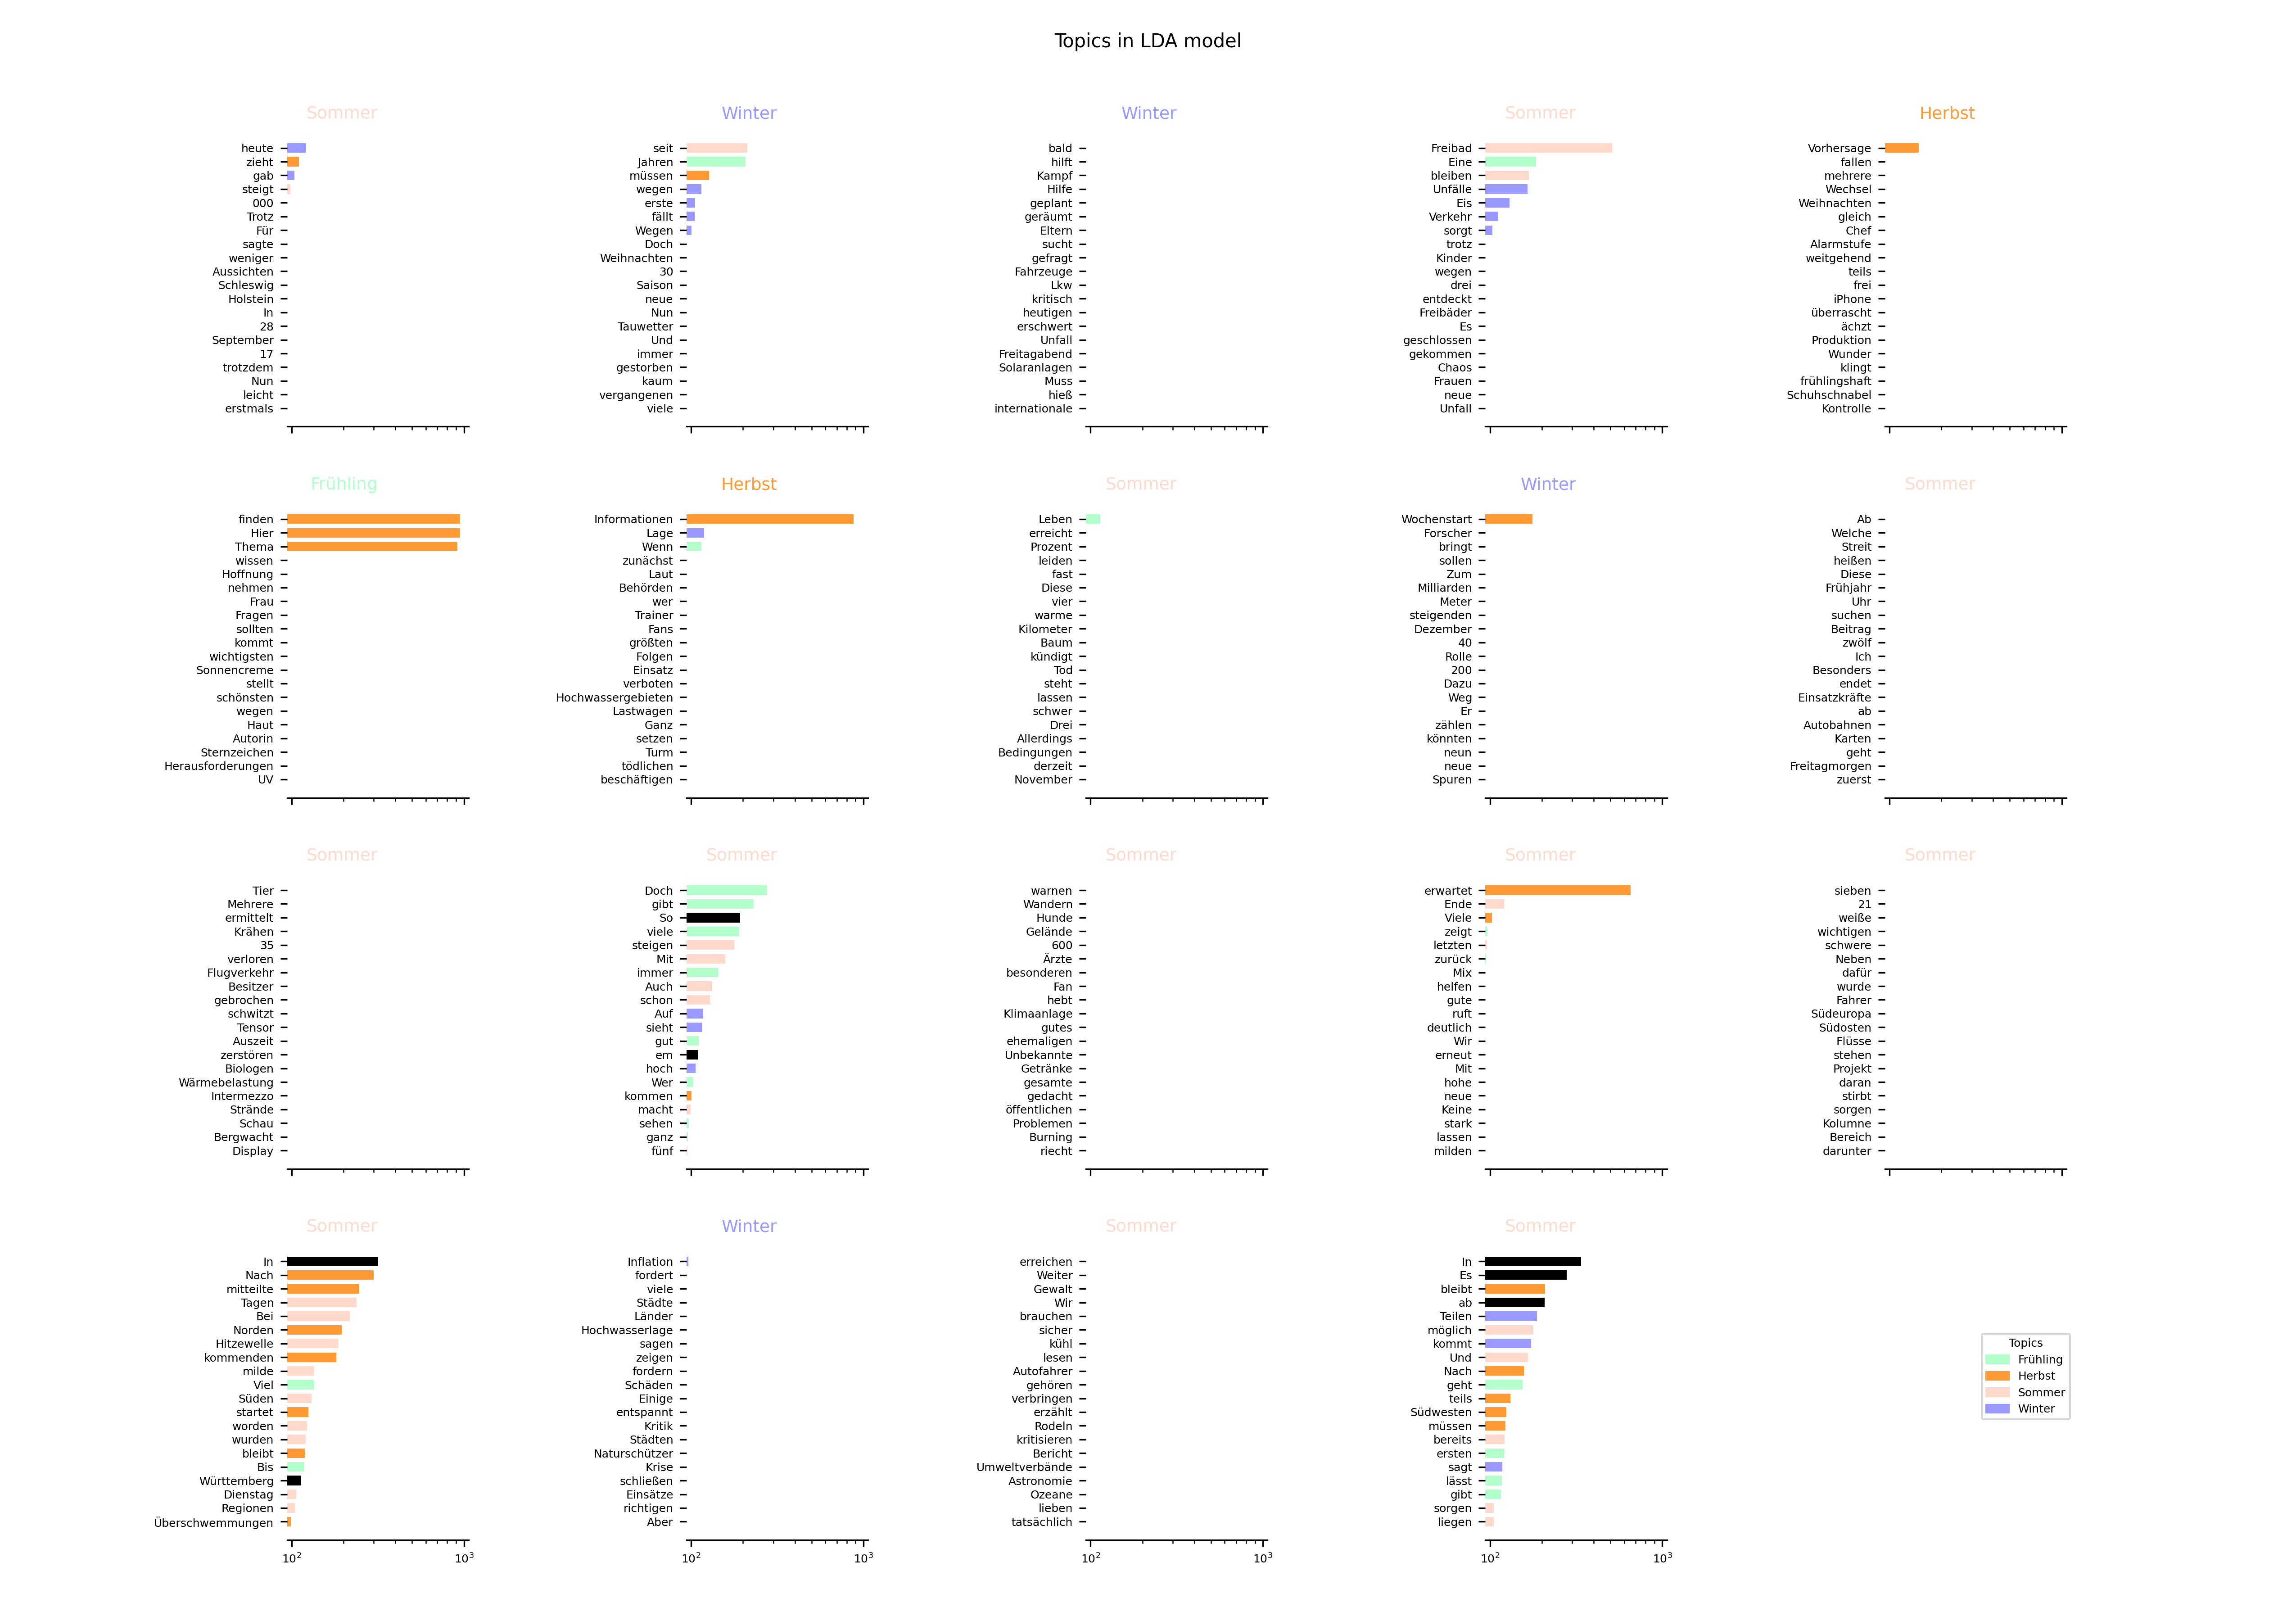 Topics in LDA model
Sommer
heute
zieht
gab
steigt
000
Trotz
Für
sagte
weniger
Aussichten
Schleswig
Holstein
In
28
September
17
trotzdem
Nun
leicht
erstmals
Winter
seit
Jahren
müssen
wegen
erste
fällt
Wegen
Doch
Weihnachten
30
Saison
neue
Nun
Tauwetter
Und
immer
gestorben
kaum
vergangenen
viele
Winter
bald
hilft
Kampf
Hilfe
geplant
geräumt
Eltern
sucht
gefragt
Fahrzeuge
Lkw
kritisch
heutigen
erschwert
Unfall
Freitagabend
Solaranlagen
Muss
hieß
internationale
Sommer
Freibad
Eine
bleiben
Unfälle
Eis
Verkehr
sorgt
trotz
Kinder
wegen
drei
entdeckt
Freibäder
Es
geschlossen
gekommen
Chaos
Frauen
neue
Unfall
Herbst
Vorhersage
fallen
mehrere
Wechsel
Weihnachten
gleich
Chef
Alarmstufe
weitgehend
teils
frei
iPhone
überrascht
ächzt
Produktion
Wunder
klingt
frühlingshaft
Schuhschnabel
Kontrolle
Frühling
finden
Hier
Thema
wissen
Hoffnung
nehmen
Frau
Fragen
sollten
kommt
wichtigsten
Sonnencreme
stellt
schönsten
wegen
Haut
Autorin
Sternzeichen
Herausforderungen
UV
Herbst
Informationen
Lage
Wenn
zunächst
Laut
Behörden
wer
Trainer
Fans
größten
Folgen
Einsatz
verboten
Hochwassergebieten
Lastwagen
Ganz
setzen
Turm
tödlichen
beschäftigen
Sommer
Leben
erreicht
Prozent
leiden
fast
Diese
vier
warme
Kilometer
Baum
kündigt
Tod
steht
lassen
schwer
Drei
Allerdings
Bedingungen
derzeit
November
Winter
Wochenstart
Forscher
bringt
sollen
Zum
Milliarden
Meter
steigenden
Dezember
40
Rolle
200
Dazu
Weg
Er
zählen
könnten
neun
neue
Spuren
Sommer
Ab
Welche
Streit
heißen
Diese
Frühjahr
Uhr
suchen
Beitrag
zwölf
Ich
Besonders
endet
Einsatzkräfte
ab
Autobahnen
Karten
geht
Freitagmorgen
zuerst
Sommer
Tier
Mehrere
ermittelt
Krähen
35
verloren
Flugverkehr
Besitzer
gebrochen
schwitzt
Tensor
Auszeit
zerstören
Biologen
Wärmebelastung
Intermezzo
Strände
Schau
Bergwacht
Display
Sommer
Doch
gibt
So
viele
steigen
Mit
immer
Auch
schon
Auf
sieht
gut
em
hoch
Wer
kommen
macht
sehen
ganz
fünf
Sommer
warnen
Wandern
Hunde
Gelände
600
Ärzte
besonderen
Fan
hebt
Klimaanlage
gutes
ehemaligen
Unbekannte
Getränke
gesamte
gedacht
öffentlichen
Problemen
Burning
riecht
Sommer
erwartet
Ende
Viele
zeigt
letzten
zurück
Mix
helfen
gute
ruft
deutlich
Wir
erneut
Mit
hohe
neue
Keine
stark
lassen
milden
Sommer
sieben
21
weiße
wichtigen
schwere
Neben
dafür
wurde
Fahrer
Südeuropa
Südosten
Flüsse
stehen
Projekt
daran
stirbt
sorgen
Kolumne
Bereich
darunter
Sommer
In
Nach
mitteilte
Tagen
Bei
Norden
Hitzewelle
kommenden
milde
Viel
Süden
startet
worden
wurden
bleibt
Bis
Württemberg
Dienstag
Regionen
Überschwemmungen
10² 10³
Winter
Inflation
fordert
viele
Städte
Länder
Hochwasserlage
sagen
zeigen
fordern
Schäden
Einige
entspannt
Kritik
Städten
Naturschützer
Krise
schließen
Einsätze
richtigen
Aber
10² 10³
Sommer
erreichen
Weiter
Gewalt
Wir
brauchen
sicher
kühl
lesen
Autofahrer
gehören
verbringen
erzählt
Rodeln
kritisieren
Bericht
Umweltverbände
Astronomie
Ozeane
lieben
tatsächlich
10² 10³
Sommer
In
Es
bleibt
ab
Teilen
möglich
kommt
Und
Nach
geht
teils
Südwesten
müssen
bereits
ersten
sagt
lässt
gibt
sorgen
liegen
10² 10³
Topics
Frühling
Herbst
Sommer
Winter